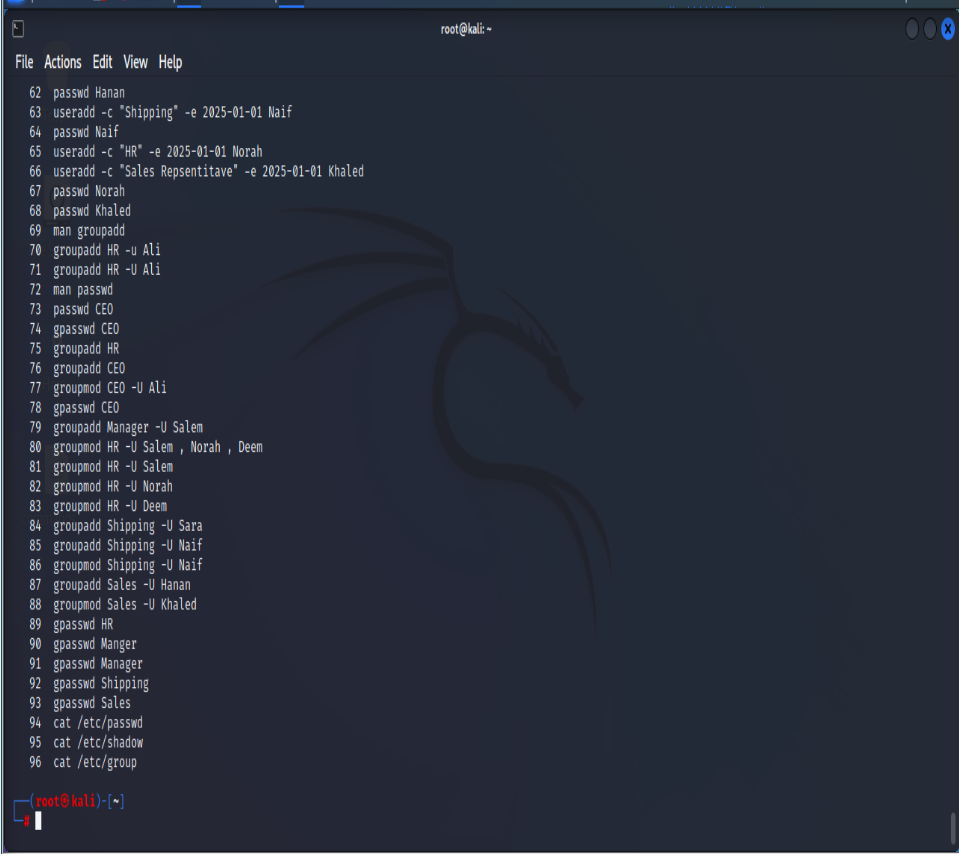 root@kali: ~
File Actions Edit View Help
62 passwd Hanan
63 useradd -c "Shipping" -e 2025-01-01 Naif
64 passwd Naif
65 useradd -c "HR" -e 2025-01-01 Norah
66 useradd -c "Sales Repsentitave" -e 2025-01-01 Khaled
67 passwd Norah
68 passwd Khaled
69 man groupadd
70 groupadd HR -u Ali
71 groupadd HR -U Ali
72 man passwd
73 passwd CEO
74 gpasswd CEO
75 groupadd HR
76 groupadd CEO
77 groupmod CEO -U Ali
78 gpasswd CEO
79 groupadd Manager -U Salem
80 groupmod HR -U Salem , Norah , Deem
81 groupmod HR -U Salem
82 groupmod HR -U Norah
83 groupmod HR -U Deem
84 groupadd Shipping -U Sara
85 groupadd Shipping -U Naif
86 groupmod Shipping -U Naif
87 groupadd Sales -U Hanan
88 groupmod Sales -U Khaled
89 gpasswd HR
90 gpasswd Manger
91 gpasswd Manager
92 gpasswd Shipping
93 gpasswd Sales
94 cat /etc/passwd
95 cat /etc/shadow
96 cat /etc/group
┌──(root㉿kali)-[~]
└─#